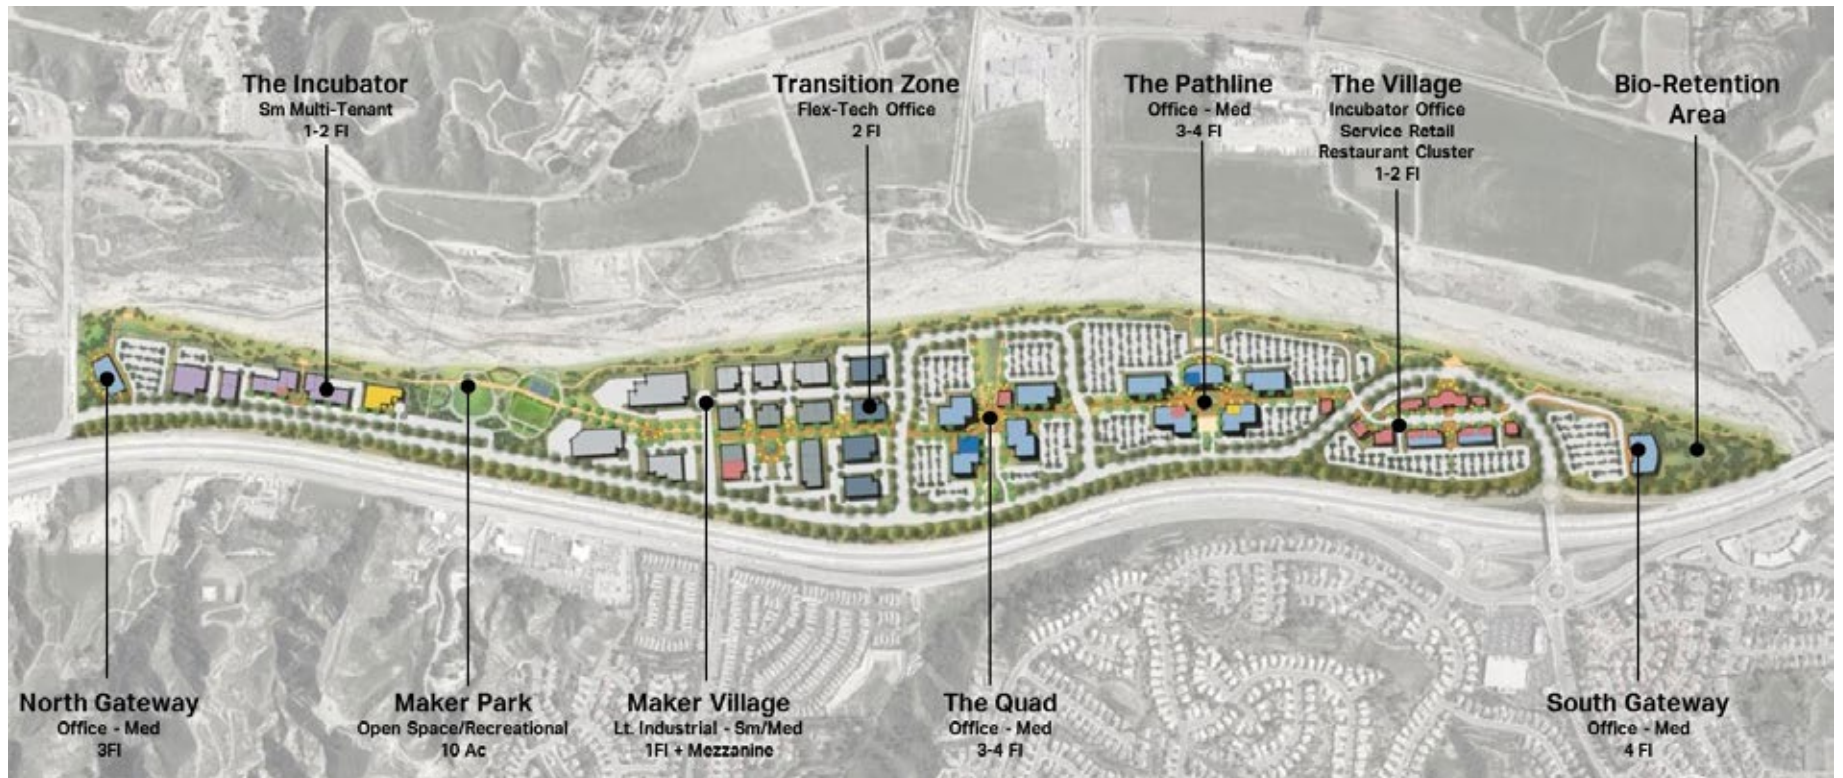 The Incubator
Sm Multi-Tenant
1-2 Fl
Transition Zone
Flex-Tech Office
2 Fl
The Pathline
Office - Med
3-4 Fl
The Village
Incubator Office
Service Retail
Restaurant Cluster
1-2 Fl
Bio-Retention
Area
North Gateway
Office - Med
3Fl
Maker Park
Open Space/Recreational
10 Ac
Maker Village
Lt. Industrial - Sm/Med
1Fl + Mezzanine
The Quad
Office - Med
3-4 Fl
South Gateway
Office - Med
4 Fl